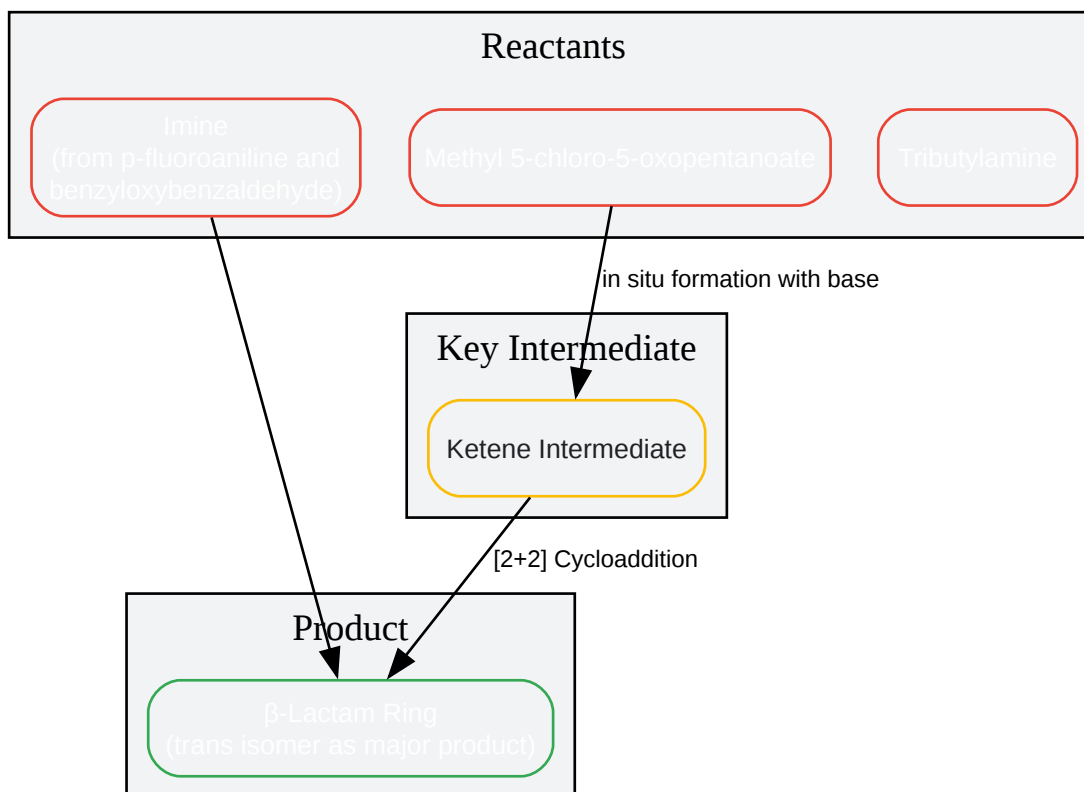 Reactants
Imine
(from p-fluoroaniline and
benzyloxybenzaldehyde)
Methyl 5-chloro-5-oxopentanoate
Tributylamine
in situ formation with base
Key Intermediate
Ketene Intermediate
[2+2] Cycloaddition
Product
β-Lactam Ring
(trans isomer as major product)